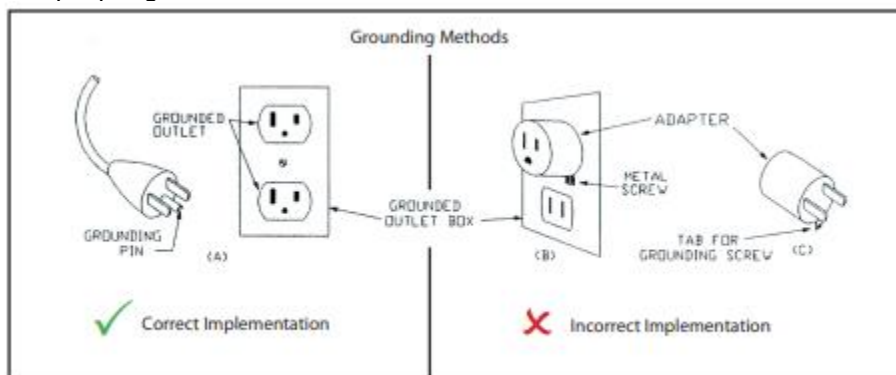 Grounding Methods
GROUNDED
OUTLET
GROUNDING
PIN
(A)
GROUNDED
OUTLET BOX
ADAPTER
METAL
SCREW
(B)
TAB FOR
GROUNDING SCREW
(C)
Correct Implementation
Incorrect Implementation